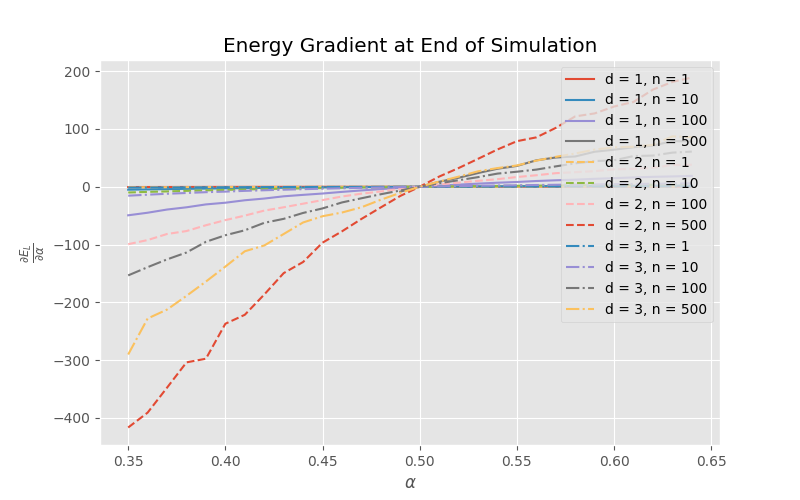 Energy Gradient at End of Simulation
200
100
0
−100
−200
−300
−400
∂E_L/∂α
d = 1, n = 1
d = 1, n = 10
d = 1, n = 100
d = 1, n = 500
d = 2, n = 1
d = 2, n = 10
d = 2, n = 100
d = 2, n = 500
d = 3, n = 1
d = 3, n = 10
d = 3, n = 100
d = 3, n = 500
0.35 0.40 0.45 0.50 0.55 0.60 0.65
α